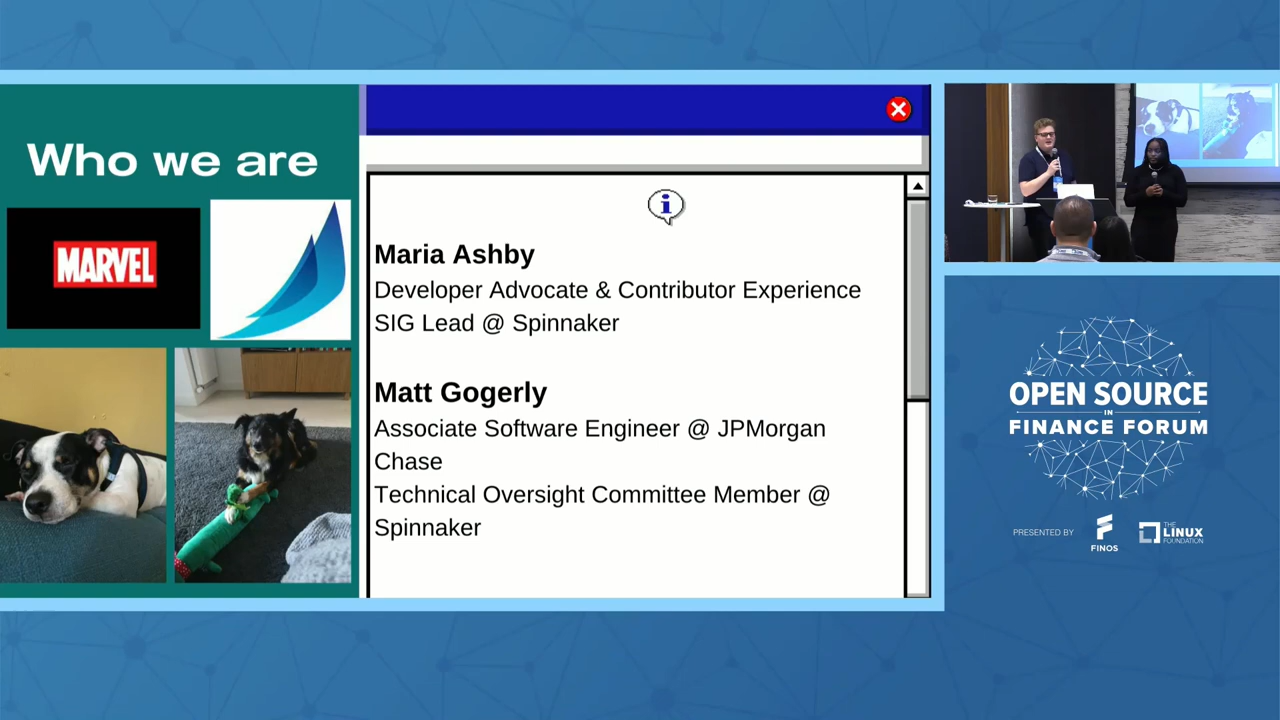 Who we are
MARVEL
i
Maria Ashby
Developer Advocate & Contributor Experience
SIG Lead @ Spinnaker
Matt Gogerly
Associate Software Engineer @ JPMorgan
Chase
Technical Oversight Committee Member @
Spinnaker
OPEN SOURCE
IN
FINANCE FORUM
PRESENTED BY
FINOS
THE
LINUX
FOUNDATION